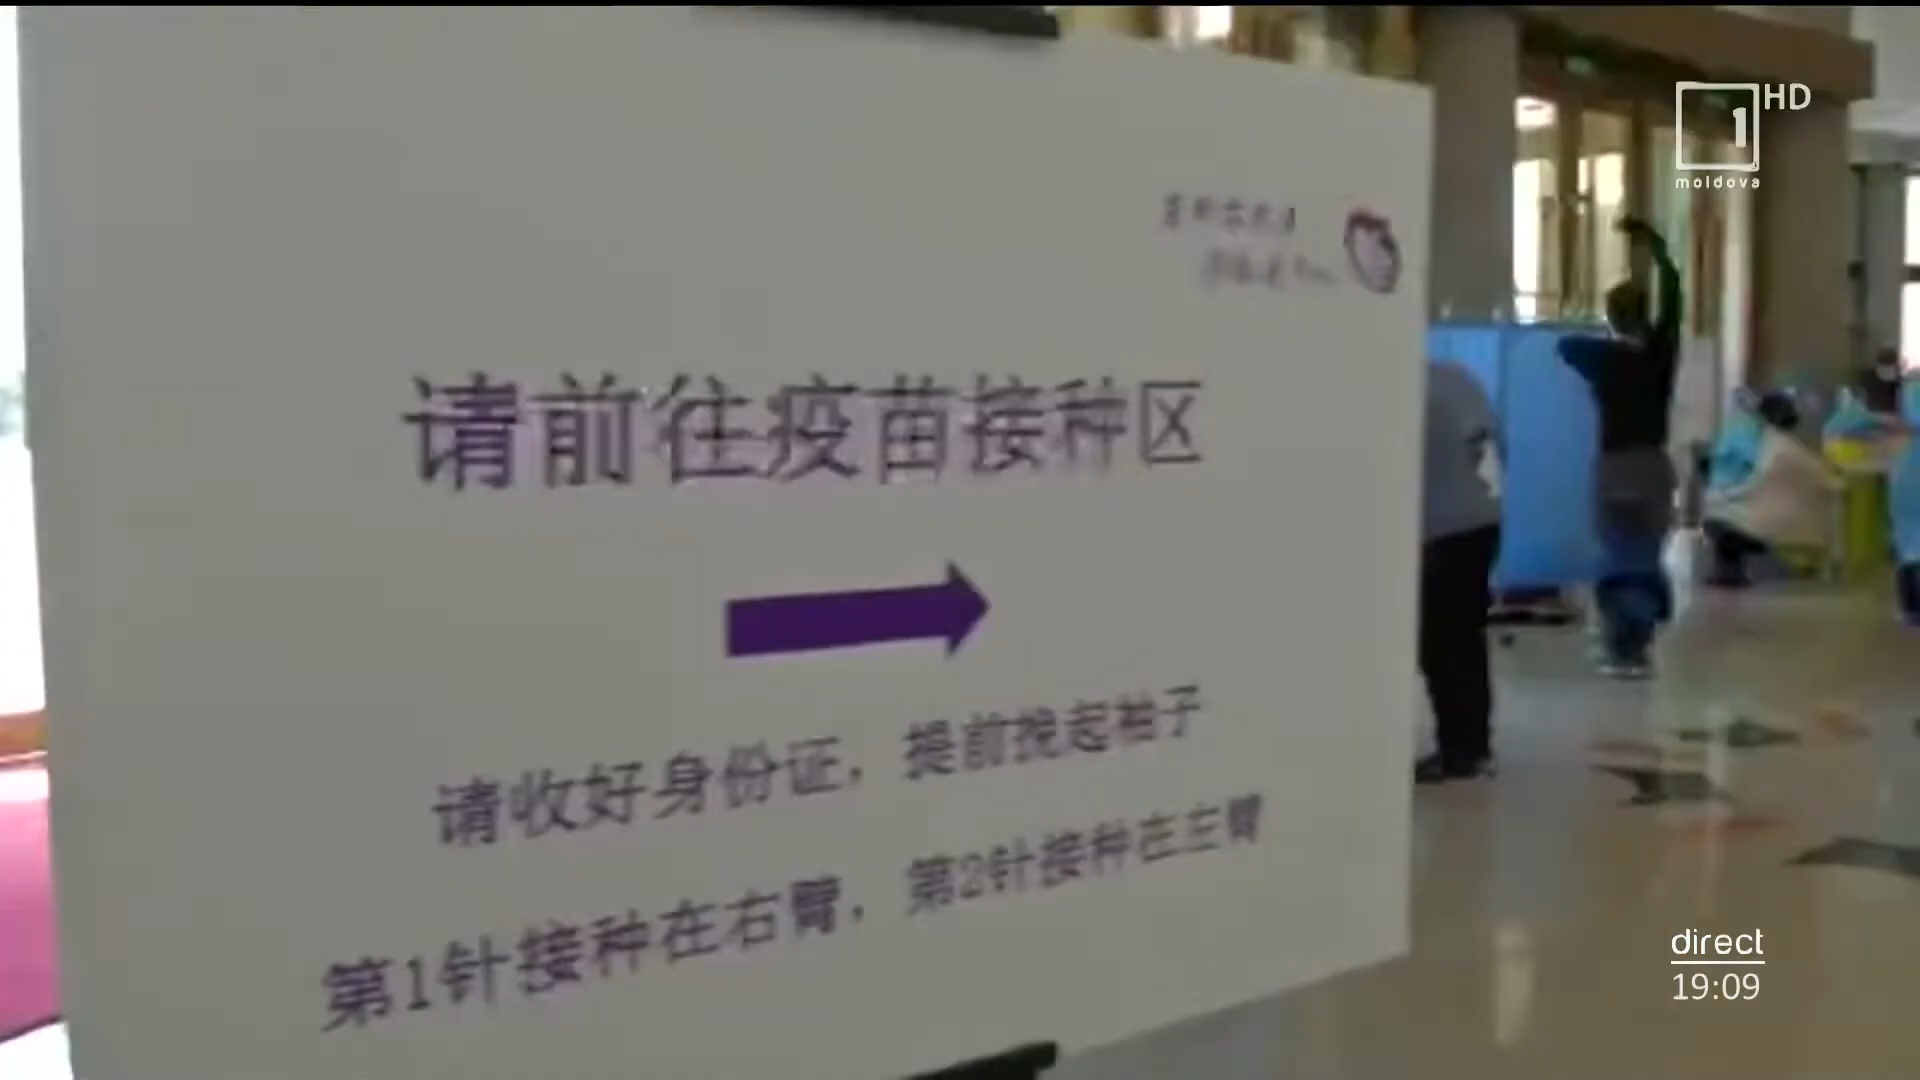 1 HD
moldova
请前往疫苗接种区
请收好身份证，提前挽起袖子
第1针接种在右臂，第2针接种在左臂
direct
19:09